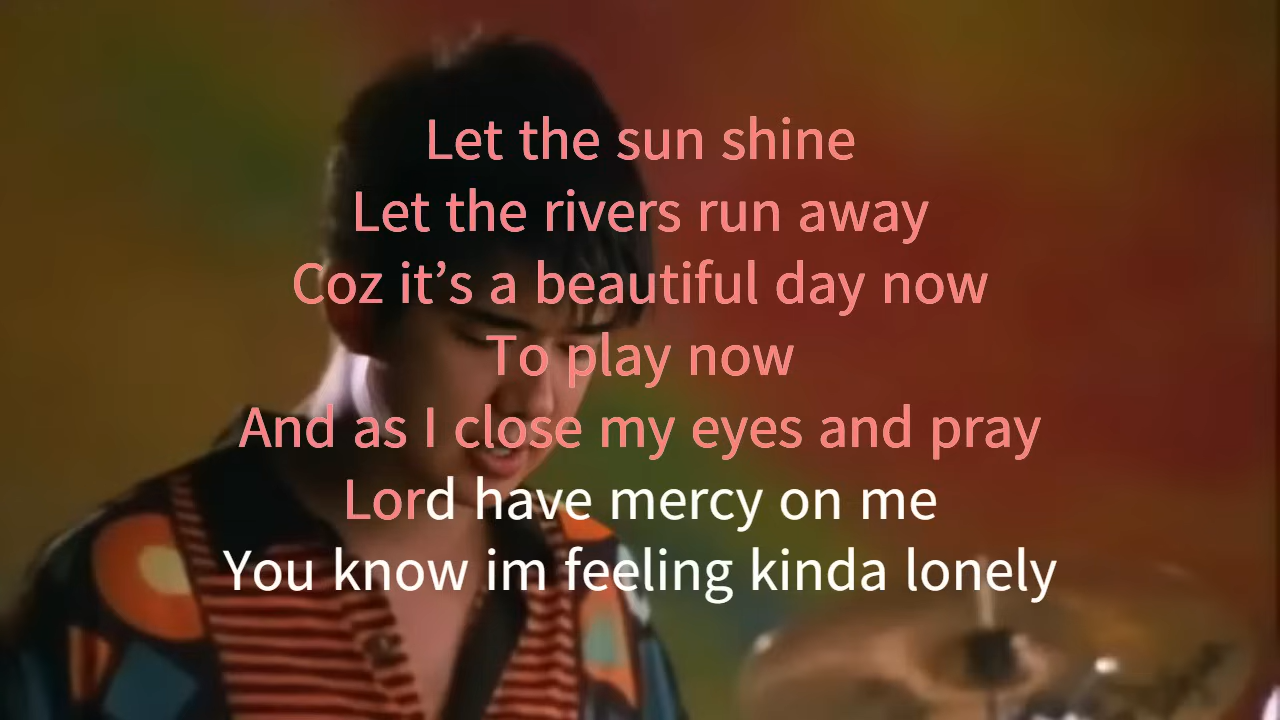 Let the sun shine
Let the rivers run away
Coz it’s a beautiful day now
To play now
And as I close my eyes and pray
Lord have mercy on me
You know im feeling kinda lonely